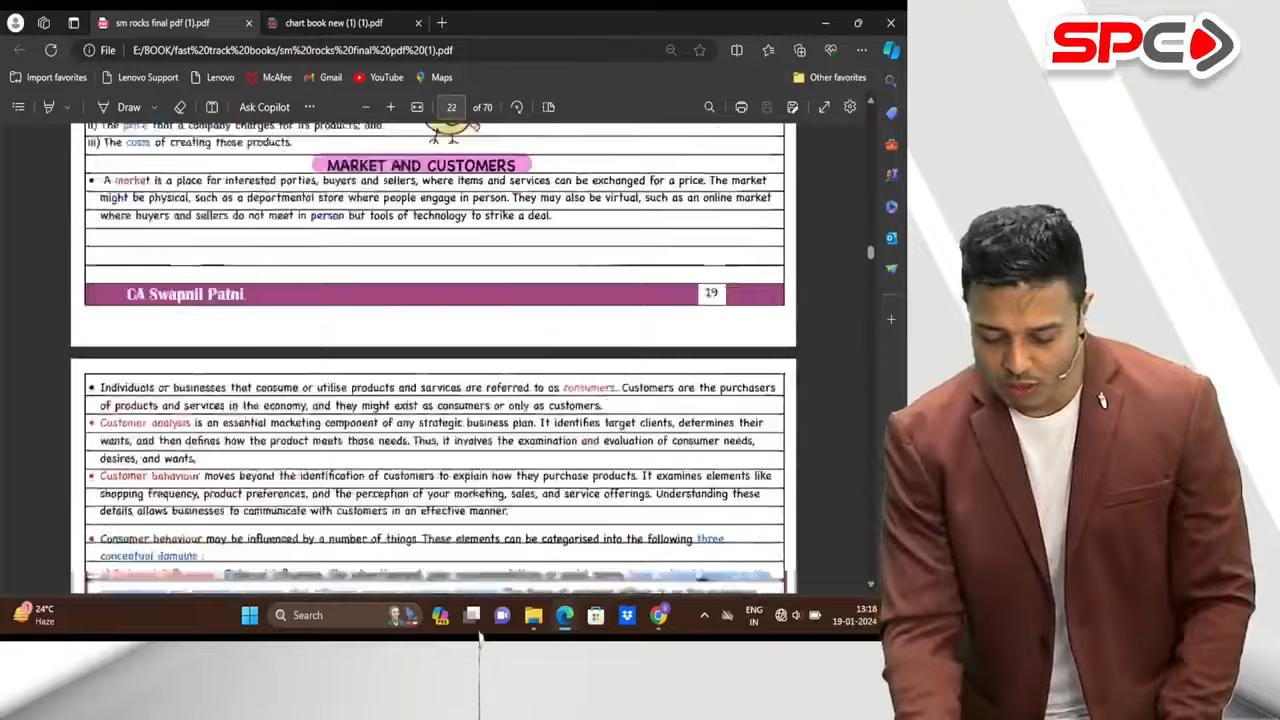 SPC
sm rocks final pdf (1).pdf
chart book new (1) (1).pdf
File
E:/BOOK/fast%20track%20books/sm%20rocks%20final%20pdf%20(1).pdf
Import favorites
Lenovo Support
Lenovo
McAfee
Gmail
YouTube
Maps
Other favorites
Draw
Ask Copilot
22
of 70
ii) The price that a company charges for its products; and
iii) The costs of creating those products.
MARKET AND CUSTOMERS
• A market is a place for interested parties, buyers and sellers, where items and services can be exchanged for a price. The market
might be physical, such as a departmental store where people engage in person. They may also be virtual, such as an online market
where buyers and sellers do not meet in person but tools of technology to strike a deal.
CA Swapnil Patni
19
• Individuals or businesses that consume or utilise products and services are referred to as consumers. Customers are the purchasers
of products and services in the economy, and they might exist as consumers or only as customers.
• Customer analysis is an essential marketing component of any strategic business plan. It identifies target clients, determines their
wants, and then defines how the product meets those needs. Thus, it involves the examination and evaluation of consumer needs,
desires, and wants.
• Customer behaviour moves beyond the identification of customers to explain how they purchase products. It examines elements like
shopping frequency, product preferences, and the perception of your marketing, sales, and service offerings. Understanding these
details allows businesses to communicate with customers in an effective manner.
• Consumer behaviour may be influenced by a number of things. These elements can be categorised into the following three
conceptual domains :
24°C
Haze
1
Search
ENG
IN
13:18
19-01-2024